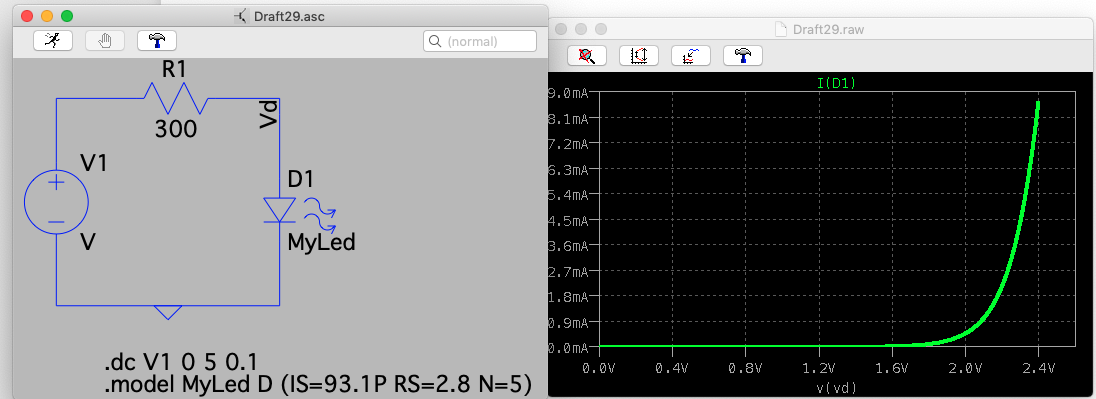 Draft29.asc
(normal)
R1
300
Vd
V1
V
D1
MyLed
.dc V1 0 5 0.1
.model MyLed D (IS=93.1P RS=2.8 N=5)
Draft29.raw
I(D1)
9.0mA
8.1mA
7.2mA
6.3mA
5.4mA
4.5mA
3.6mA
2.7mA
1.8mA
0.9mA
0.0mA
0.0V 0.4V 0.8V 1.2V 1.6V 2.0V 2.4V
v(vd)